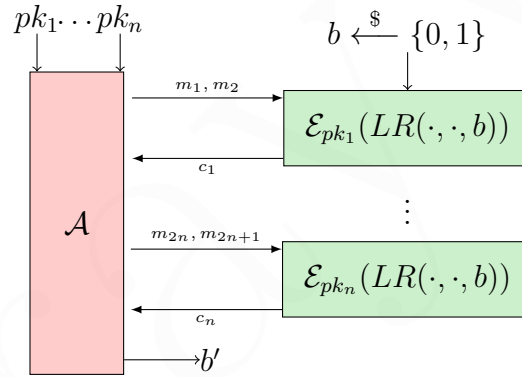 pk₁ … pkₙ
b ←$ {0, 1}
m₁, m₂
ℰ_{pk₁}(LR(·, ·, b))
c₁
𝒜
⋮
m₂ₙ, m₂ₙ₊₁
ℰ_{pkₙ}(LR(·, ·, b))
cₙ
b′